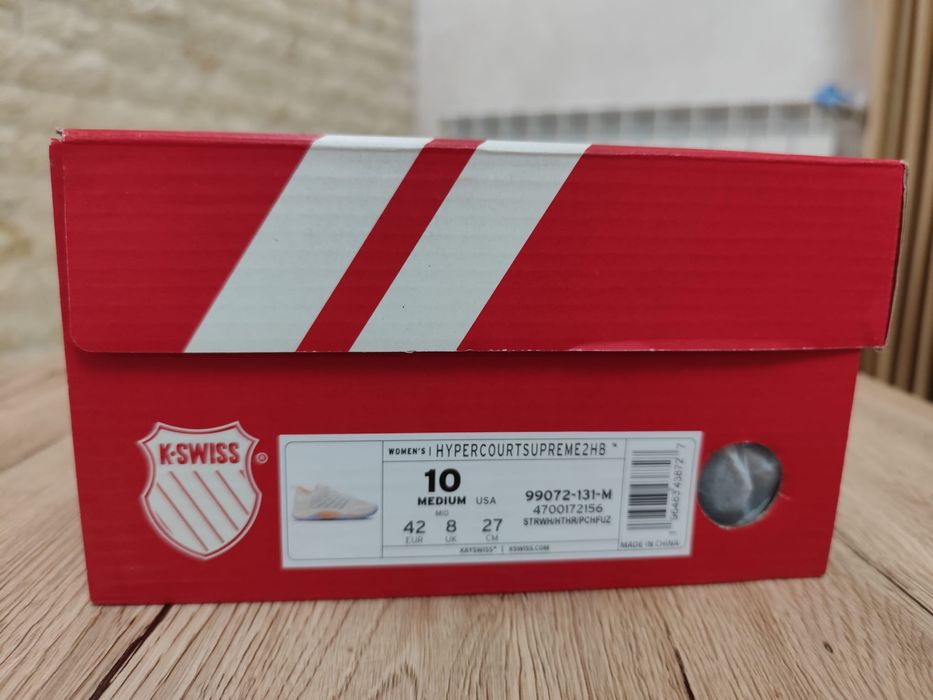 K·SWISS®
WOMEN'S | HYPERCOURTSUPREME2HB ™
10
MEDIUM USA
MID
42 8 27
EUR UK CM
99072-131-M
4700172156
STRWH/HTHR/PCHFUZ
KAYSWISS® | KSWISS.COM
MADE IN CHINA